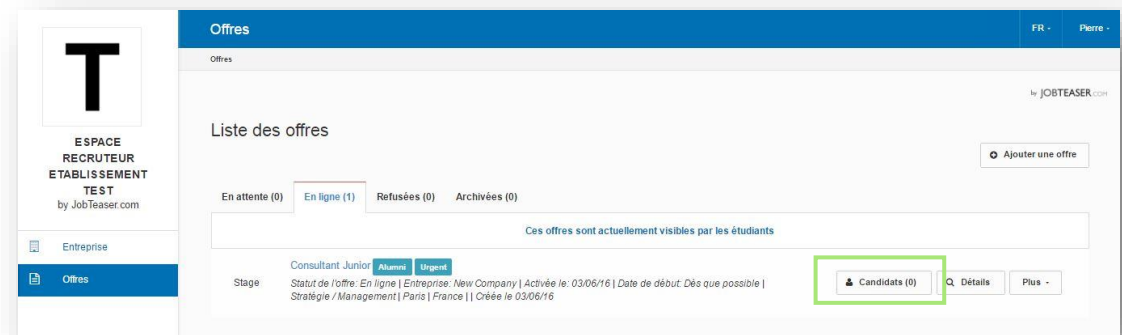 Offres
FR
Pierre
Offres
by JOBTEASER.COM
T
ESPACE
RECRUTEUR
ETABLISSEMENT
TEST
by JobTeaser.com
Entreprise
Offres
Liste des offres
Ajouter une offre
En attente (0) En ligne (1) Refusées (0) Archivées (0)
Ces offres sont actuellement visibles par les étudiants
Stage
Consultant Junior Alumni Urgent
Statut de l'offre: En ligne | Entreprise: New Company | Activée le: 03/06/16 | Date de début: Dès que possible |
Stratégie / Management | Paris | France | | Créée le 03/06/16
Candidats (0) Détails Plus